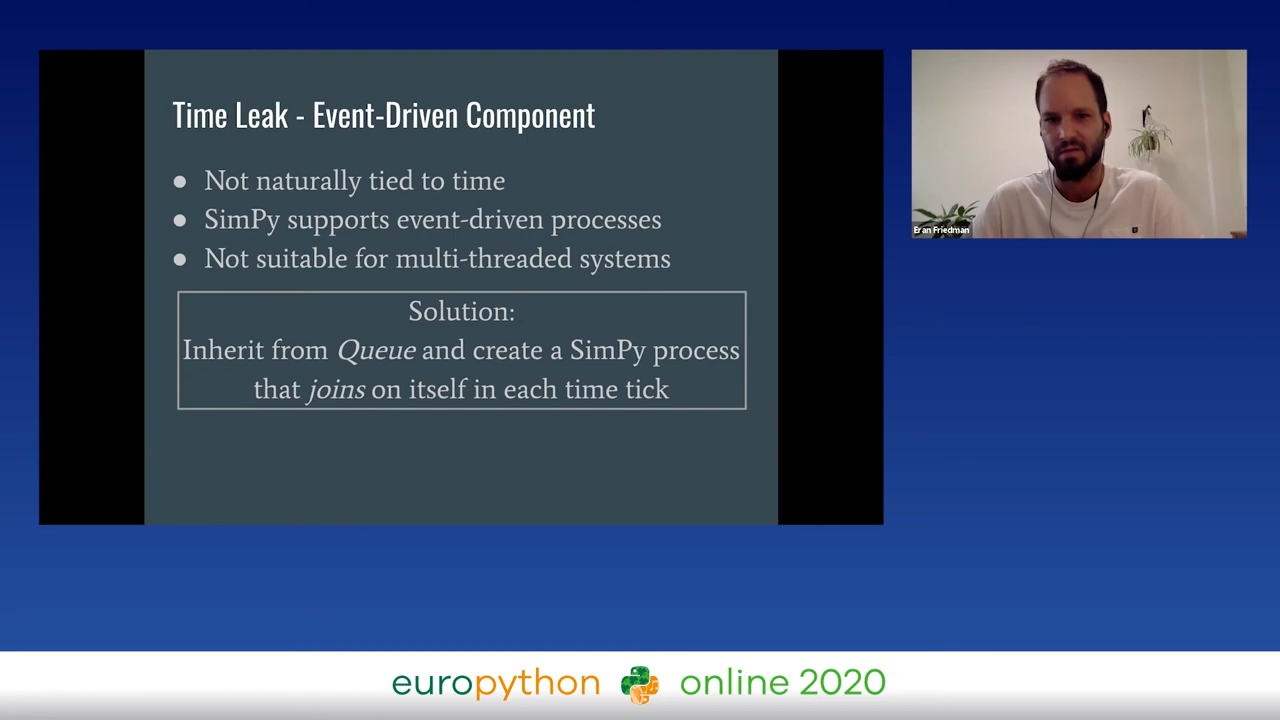 Time Leak - Event-Driven Component
● Not naturally tied to time
● SimPy supports event-driven processes
● Not suitable for multi-threaded systems
Solution:
Inherit from Queue and create a SimPy process
that joins on itself in each time tick
Eran Friedman
europython online 2020